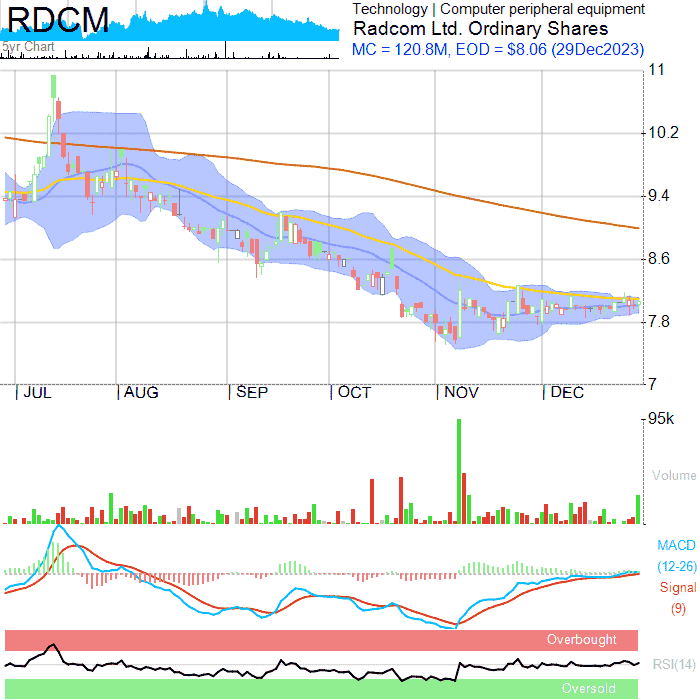 RDCM
5yr Chart
Technology | Computer peripheral equipment
Radcom Ltd. Ordinary Shares
MC = 120.8M, EOD = $8.06 (29Dec2023)
11
10.2
9.4
8.6
7.8
7
JUL AUG SEP OCT NOV DEC
95k
Volume
MACD
(12-26)
Signal
(9)
Overbought
RSI(14)
Oversold